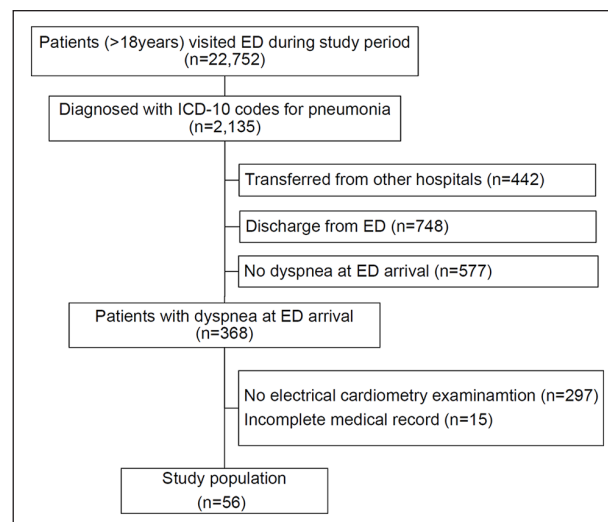 Patients (>18years) visited ED during study period
(n=22,752)
Diagnosed with ICD-10 codes for pneumonia
(n=2,135)
Transferred from other hospitals (n=442)
Discharge from ED (n=748)
No dyspnea at ED arrival (n=577)
Patients with dyspnea at ED arrival
(n=368)
No electrical cardiometry examinamtion (n=297)
Incomplete medical record (n=15)
Study population
(n=56)